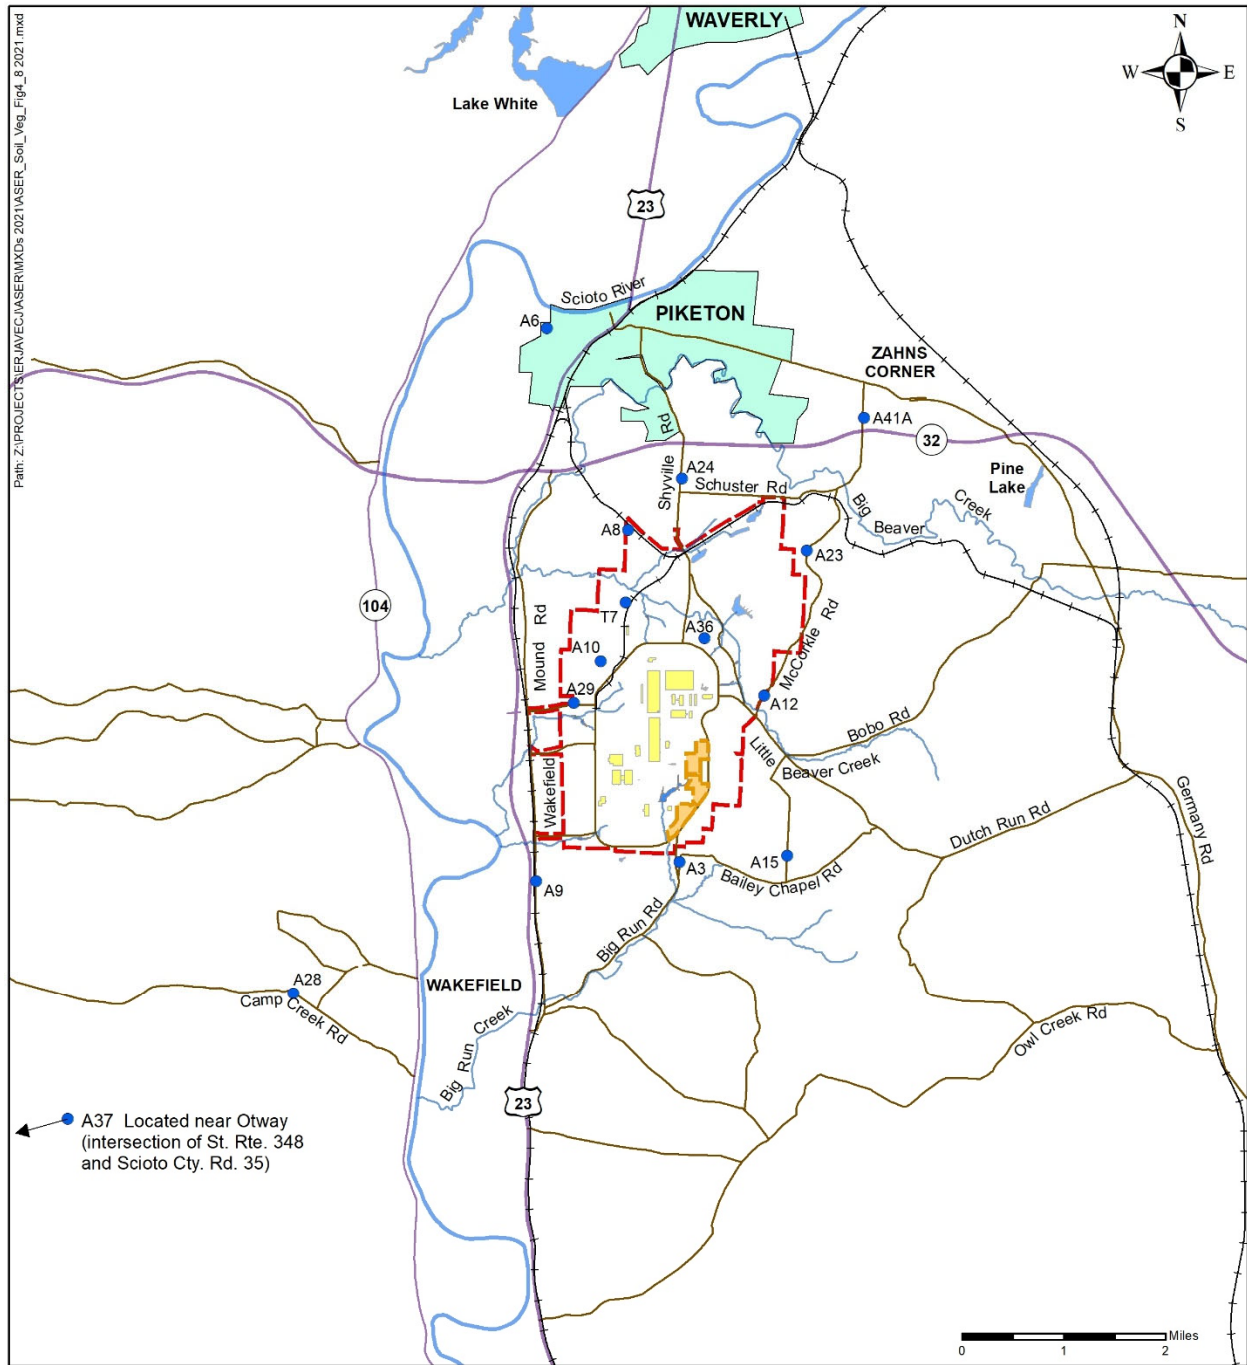 Path: Z:\PROJECTS\ERJAVECJ\ASER\MXDs 2021\ASER_Soil_Veg_Fig4_8 2021.mxd
WAVERLY
N
W
E
S
Lake White
23
Scioto River
PIKETON
A6
ZAHNS
CORNER
A41A
32
Shyville Rd
A24
Schuster Rd
Pine
Lake
Big Beaver Creek
A8
A23
104
T7
Mound Rd
A36
McCorkle Rd
A10
A29
A12
Bobo Rd
Little
Beaver Creek
Wakefield
Germany Rd
Dutch Run Rd
A15
A3
Bailey Chapel Rd
A9
Big Run Rd
A28
WAKEFIELD
Camp Creek Rd
Big Run Creek
Owl Creek Rd
23
A37 Located near Otway
(intersection of St. Rte. 348
and Scioto Cty. Rd. 35)
Miles
0 1 2